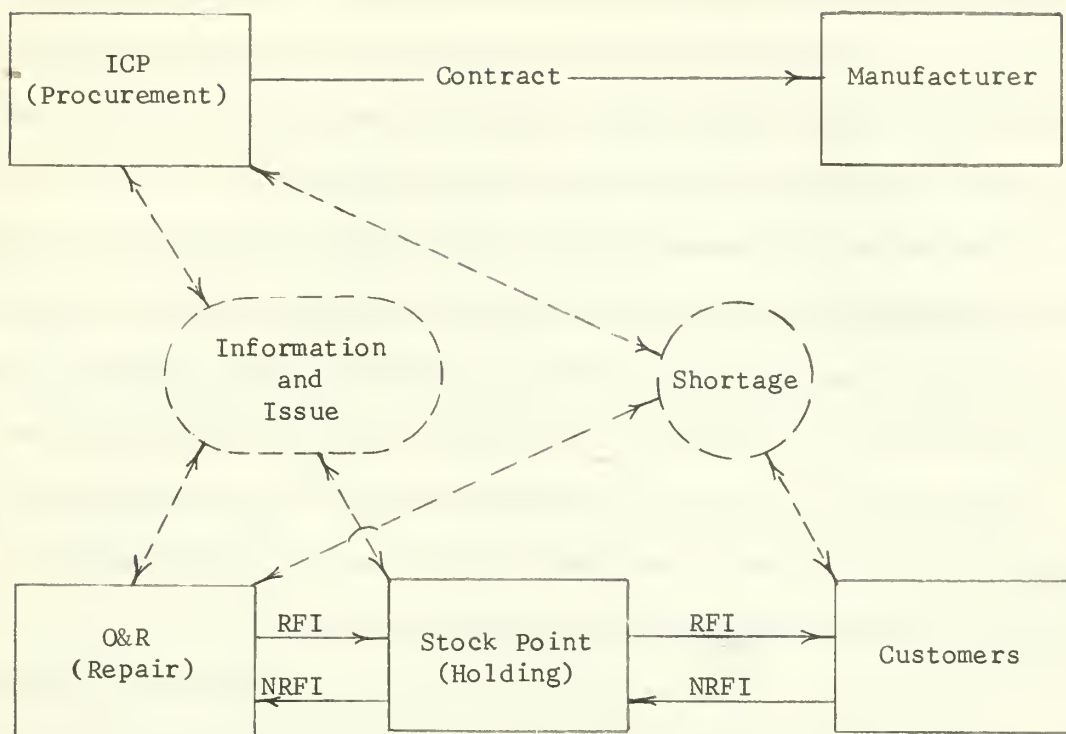 ICP
(Procurement)
Contract
Manufacturer
Information
and
Issue
Shortage
O&R
(Repair)
RFI
NRFI
Stock Point
(Holding)
RFI
NRFI
Customers